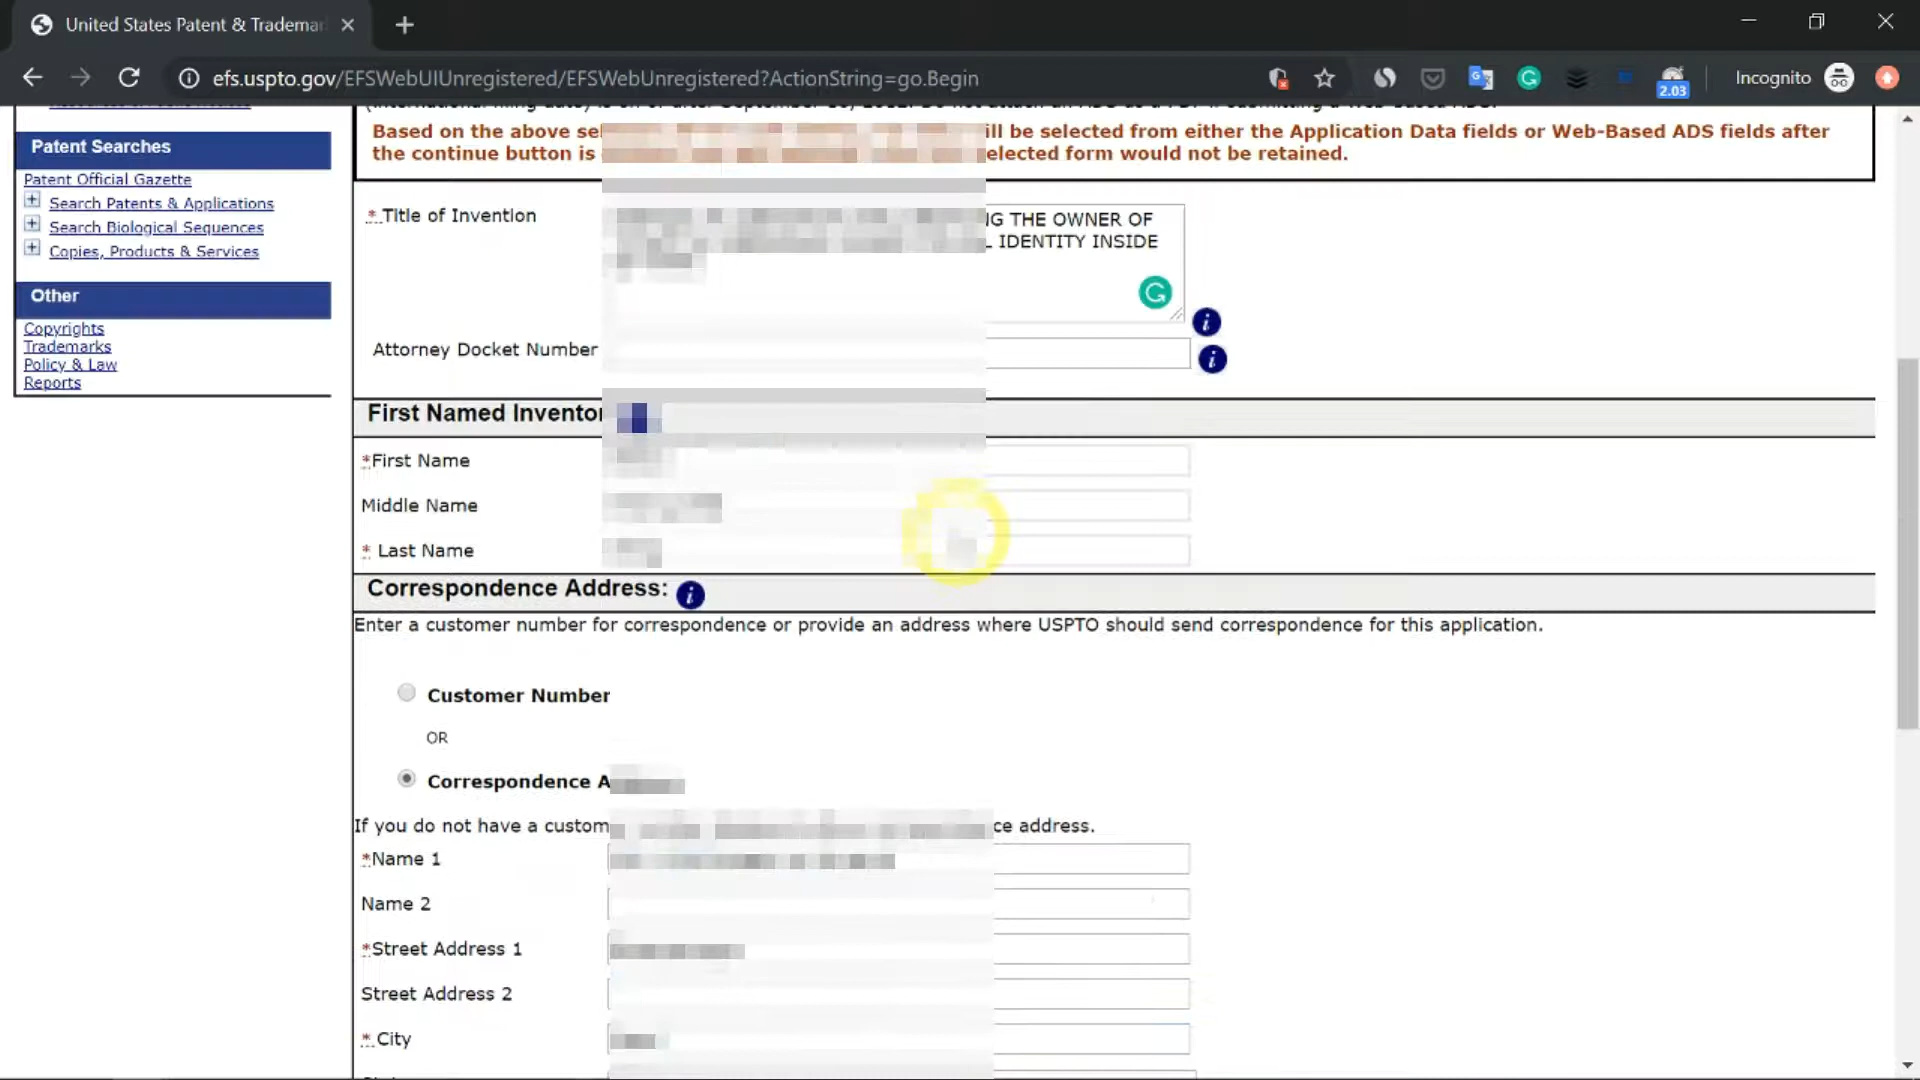 United States Patent & Tradema
efs.uspto.gov/EFSWebUIUnregistered/EFSWebUnregistered?ActionString=go.Begin
2.03
Incognito
Based on the above ill be selected from either the Application Data fields or Web-Based ADS fields after
the continue button is elected form would not be retained.
Patent Searches
Patent Official Gazette
Search Patents & Applications
Search Biological Sequences
Copies, Products & Services
Other
Copyrights
Trademarks
Policy & Law
Reports
* Title of Invention
THE OWNER OF
IDENTITY INSIDE
Attorney Docket Number
First Named Invento
*First Name
Middle Name
* Last Name
Correspondence Address:
Enter a customer number for correspondence or provide an address where USPTO should send correspondence for this application.
Customer Number
OR
Correspondence A
If you do not have a custom ce address.
*Name 1
Name 2
*Street Address 1
Street Address 2
* City